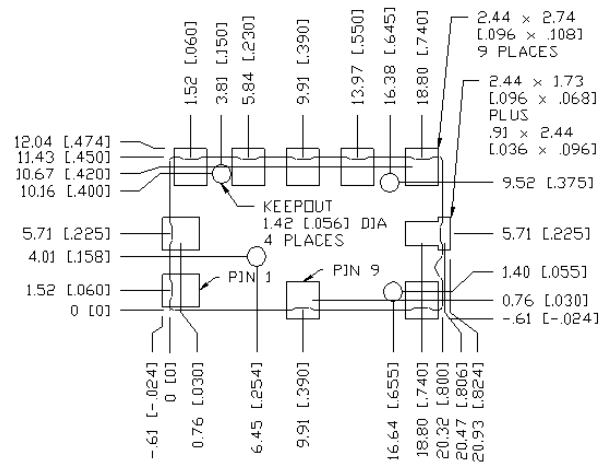 1.52 [.060]
3.81 [.150]
5.84 [.230]
9.91 [.390]
13.97 [.550]
16.38 [.645]
18.80 [.740]
2.44 × 2.74
[.096 × .108]
9 PLACES
2.44 × 1.73
[.096 × .068]
PLUS
.91 × 2.44
[.036 × .096]
12.04 [.474]
11.43 [.450]
10.67 [.420]
10.16 [.400]
9.52 [.375]
KEEPOUT
1.42 [.056] DIA
4 PLACES
5.71 [.225]
5.71 [.225]
4.01 [.158]
PIN 1
PIN 9
1.40 [.055]
1.52 [.060]
0.76 [.030]
0 [0]
-.61 [-.024]
-.61 [-.024]
0 [0]
0.76 [.030]
6.45 [.254]
9.91 [.390]
16.64 [.655]
18.80 [.740]
20.32 [.800]
20.47 [.806]
20.93 [.824]